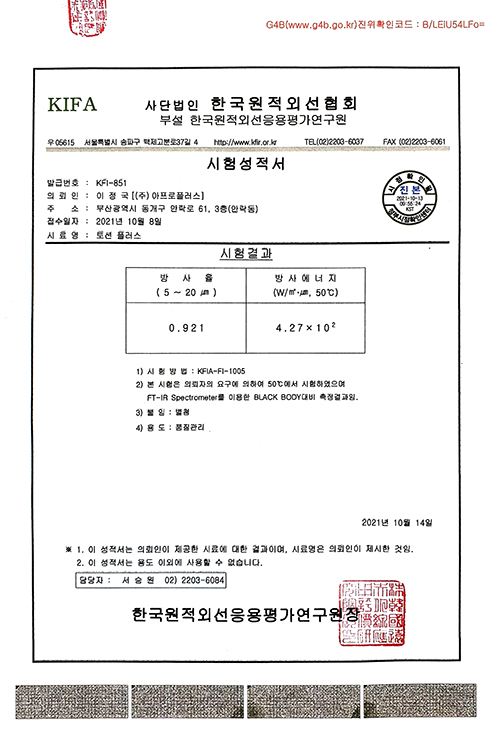 G4B(www.g4b.go.kr)진위확인코드 : B/LEIU54LFo=
KIFA 사단법인 한국원적외선협회
부설 한국원적외선응용평가연구원
우05615 서울특별시 송파구 백제고분로37길 4 http://www.kfir.or.kr TEL(02)2203-6037 FAX (02)2203-6061
시험성적서
발급번호 : KFI-851
의 뢰 인 : 이 정 국 [(주)아프로플러스]
주 소 : 부산광역시 동래구 안락로 61, 3층(안락동)
접수일자 : 2021년 10월 8일
시 료 명 : 토션 플러스
시험확인필
진본
2021-10-13
KST
시험결과
방 사 율 방 사 에 너 지
( 5 ~ 20 ㎛ ) (W/㎡·㎛, 50℃)
0.921 4.27×10²
1) 시 험 방 법 : KFIA-FI-1005
2) 본 시험은 의뢰자의 요구에 의하여 50℃에서 시험하였으며
FT-IR Spectrometer를 이용한 BLACK BODY대비 측정결과임.
3) 붙 임 : 별첨
4) 용 도 : 품질관리
2021년 10월 14일
※ 1. 이 성적서는 의뢰인이 제공한 시료에 대한 결과이며, 시료명은 의뢰인이 제시한 것임.
2. 이 성적서는 용도 이외에 사용할 수 없습니다.
담당자 : 서 승 원 02) 2203-6084
한국원적외선응용평가연구원장